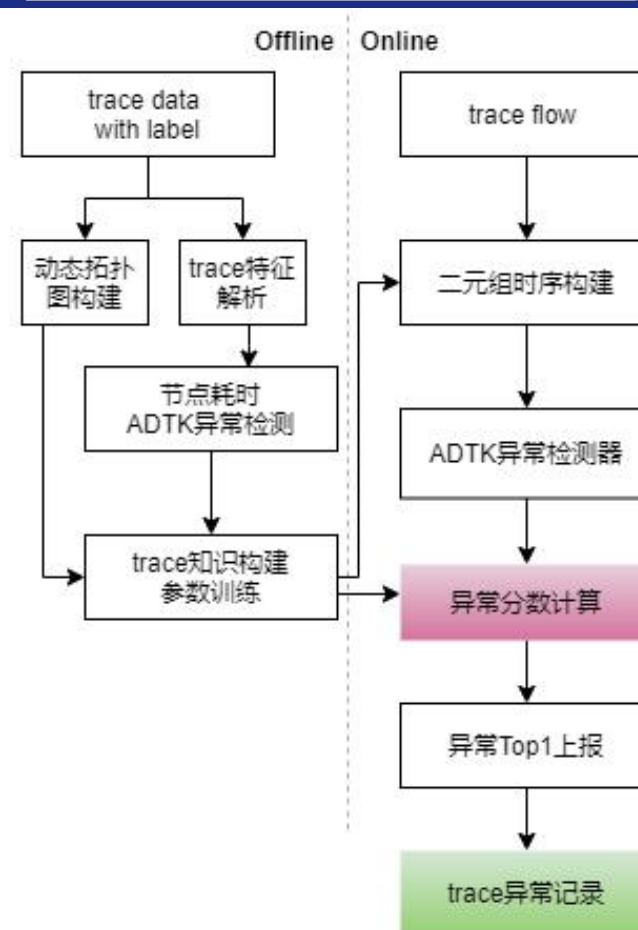 Offline
Online
trace data
with label
trace flow
动态拓扑
图构建
trace特征
解析
二元组时序构建
节点耗时
ADTK异常检测
ADTK异常检测器
trace知识构建
参数训练
异常分数计算
异常Top1上报
trace异常记录